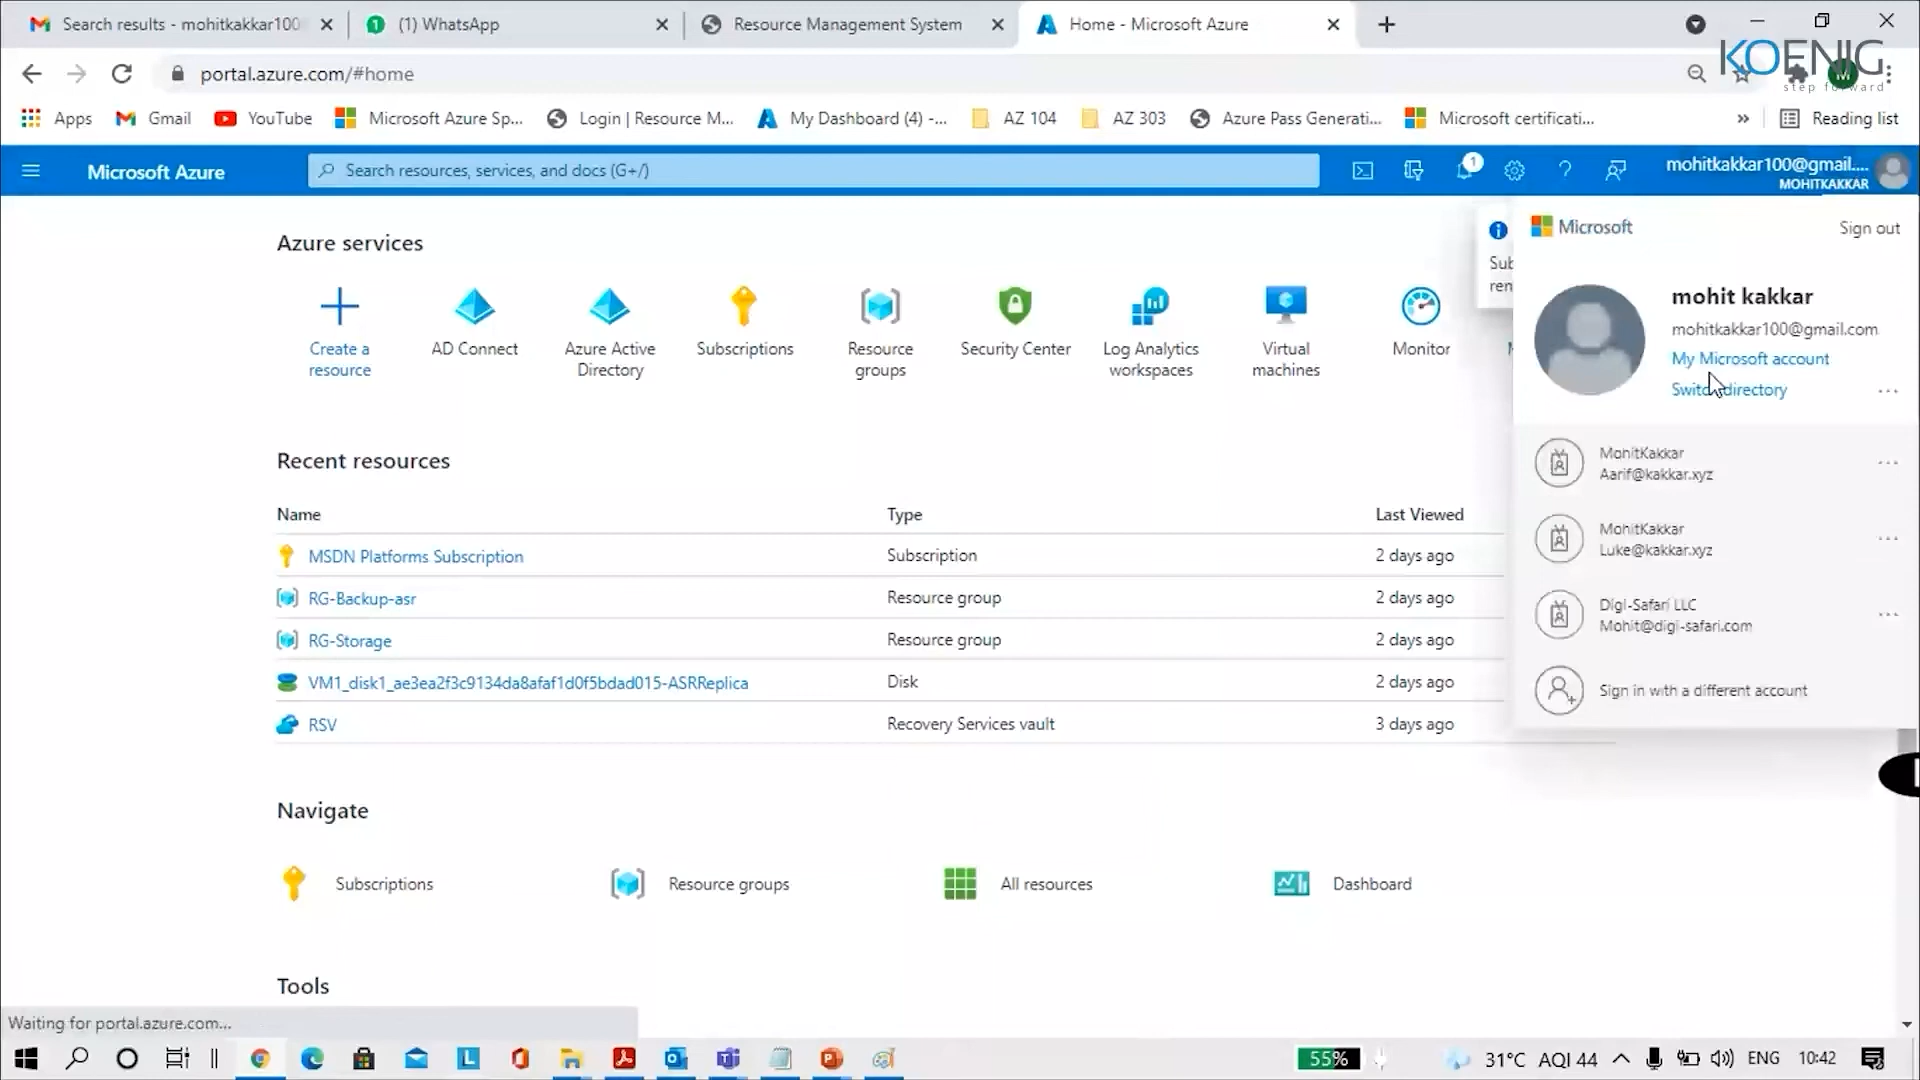 Search results - mohitkakkar100
(1) WhatsApp
Resource Management System
Home - Microsoft Azure
KOENIG
step forward
portal.azure.com/#home
Apps
Gmail
YouTube
Microsoft Azure Sp...
Login | Resource M...
My Dashboard (4) -...
AZ 104
AZ 303
Azure Pass Generati...
Microsoft certificati...
»
Reading list
Microsoft Azure
Search resources, services, and docs (G+/)
1
mohitkakkar100@gmail....
MOHITKAKKAR
Azure services
Create a
resource
AD Connect
Azure Active
Directory
Subscriptions
Resource
groups
Security Center
Log Analytics
workspaces
Virtual
machines
Monitor
Microsoft
Sign out
mohit kakkar
mohitkakkar100@gmail.com
My Microsoft account
Switch directory
...
MohitKakkar
Aarif@kakkar.xyz
...
MohitKakkar
Luke@kakkar.xyz
...
Digi-Safari LLC
Mohit@digi-safari.com
...
Sign in with a different account
Recent resources
Name Type Last Viewed
MSDN Platforms Subscription Subscription 2 days ago
RG-Backup-asr Resource group 2 days ago
RG-Storage Resource group 2 days ago
VM1_disk1_ae3ea2f3c9134da8afaf1d0f5bdad015-ASRReplica Disk 2 days ago
RSV Recovery Services vault 3 days ago
Navigate
Subscriptions
Resource groups
All resources
Dashboard
Tools
Waiting for portal.azure.com...
55%
31°C AQI 44
ENG
10:42